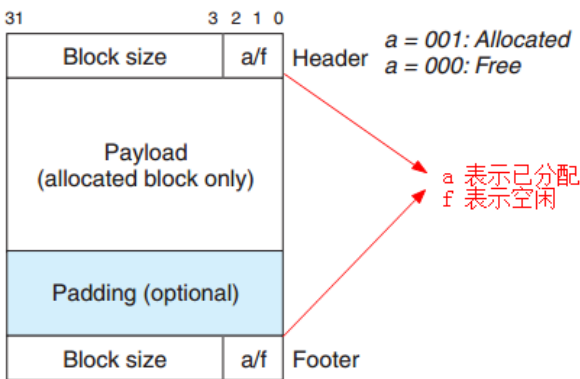 31 3 2 1 0
Block size a/f Header a = 001: Allocated
a = 000: Free
Payload
(allocated block only)
a 表示已分配
f 表示空闲
Padding (optional)
Block size a/f Footer